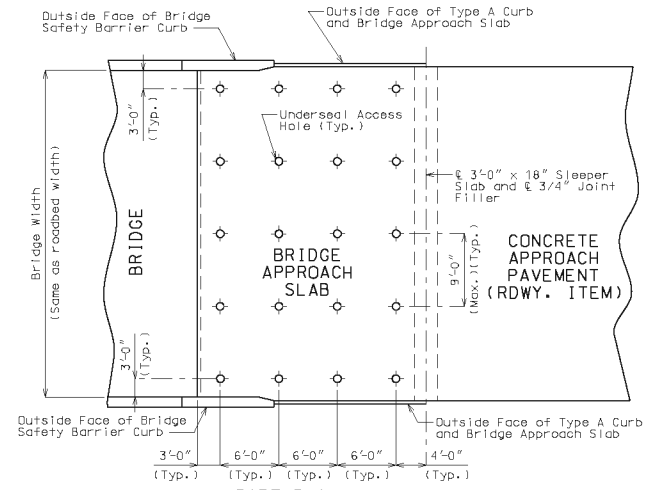 Outside Face of Bridge
Safety Barrier Curb
Outside Face of Type A Curb
and Bridge Approach Slab
3'-0"
(Typ.)
Underseal Access
Hole (Typ.)
Bridge Width
(Same as roadbed width)
BRIDGE
BRIDGE
APPROACH
SLAB
9'-0"
(Max.)(Typ.)
℄ 3'-0" x 18" Sleeper
Slab and ℄ 3/4" Joint
Filler
CONCRETE
APPROACH
PAVEMENT
(RDWY. ITEM)
3'-0"
(Typ.)
Outside Face of Bridge
Safety Barrier Curb
Outside Face of Type A Curb
and Bridge Approach Slab
3'-0" 6'-0" 6'-0" 6'-0" 4'-0"
(Typ.) (Typ.) (Typ.) (Typ.) (Typ.)